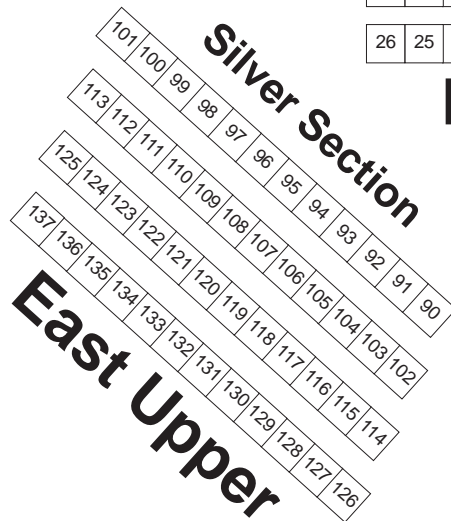 26 25
Silver Section
101 100 99 98 97 96 95 94 93 92 91 90
113 112 111 110 109 108 107 106 105 104 103 102
125 124 123 122 121 120 119 118 117 116 115 114
137 136 135 134 133 132 131 130 129 128 127 126
East Upper